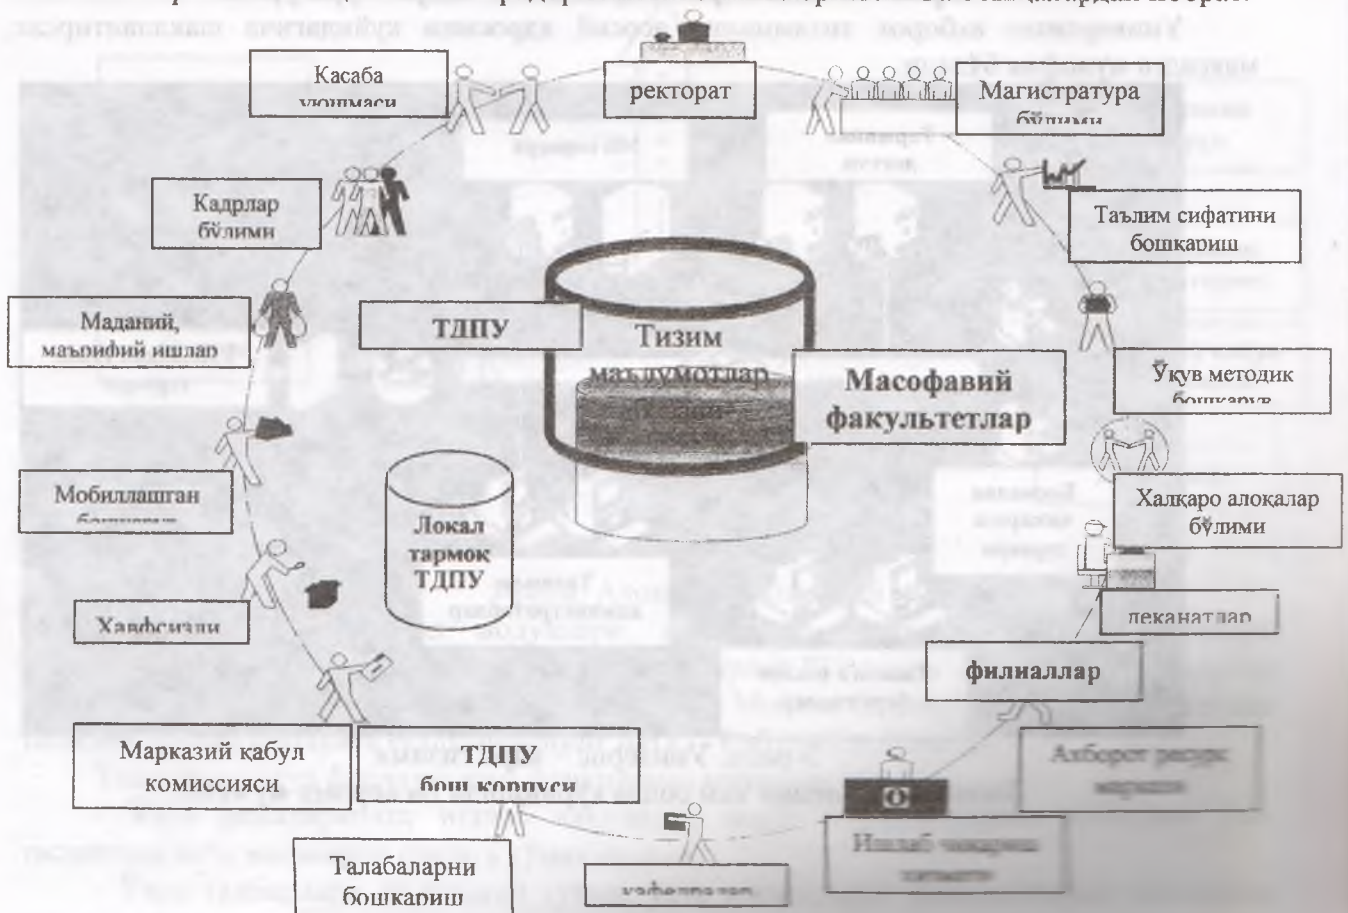 Касаба
уюшмаси
ректорат
Магистратура
бўлими
Кадрлар
бўлими
Таълим сифатини
бошқариш
Маданий,
маърифий ишлар
ТДПУ
Тизим
маълумотлар
Масофавий
факультетлар
Ўқув методик
бошқарув
Мобиллашган
Локал
тармоқ
ТДПУ
Халқаро алоқалар
бўлими
Хавфсизли
деканатлар
филиаллар
Марказий қабул
комиссияси
ТДПУ
бош корпуси
Ахборот ресурс
маркази
Талабаларни
бошқариш
кафедралар
Ишлаб чиқариш